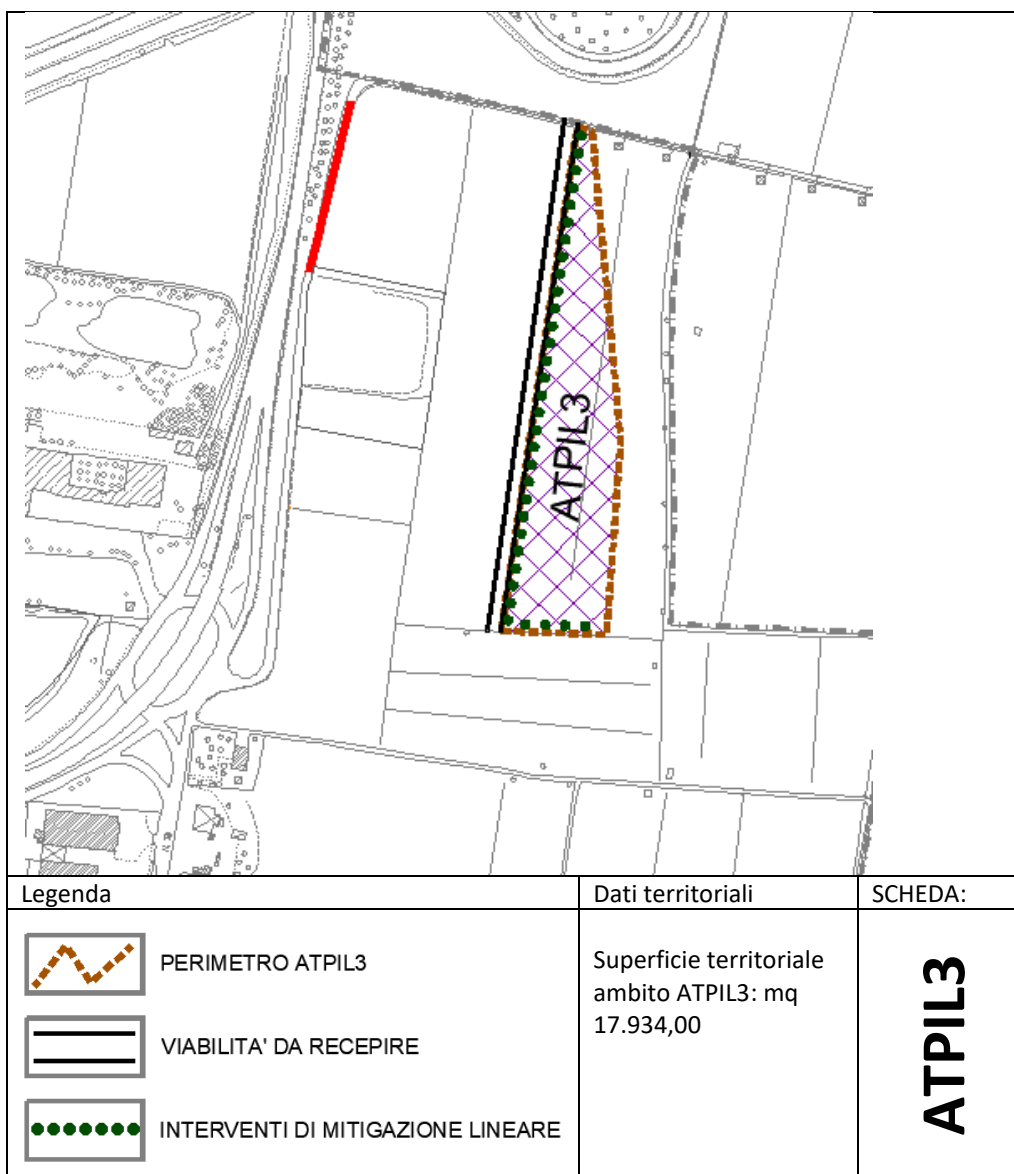 ATPIL3
Legenda
Dati territoriali
SCHEDA:
PERIMETRO ATPIL3
VIABILITA' DA RECEPIRE
INTERVENTI DI MITIGAZIONE LINEARE
Superficie territoriale
ambito ATPIL3: mq
17.934,00
ATPIL3